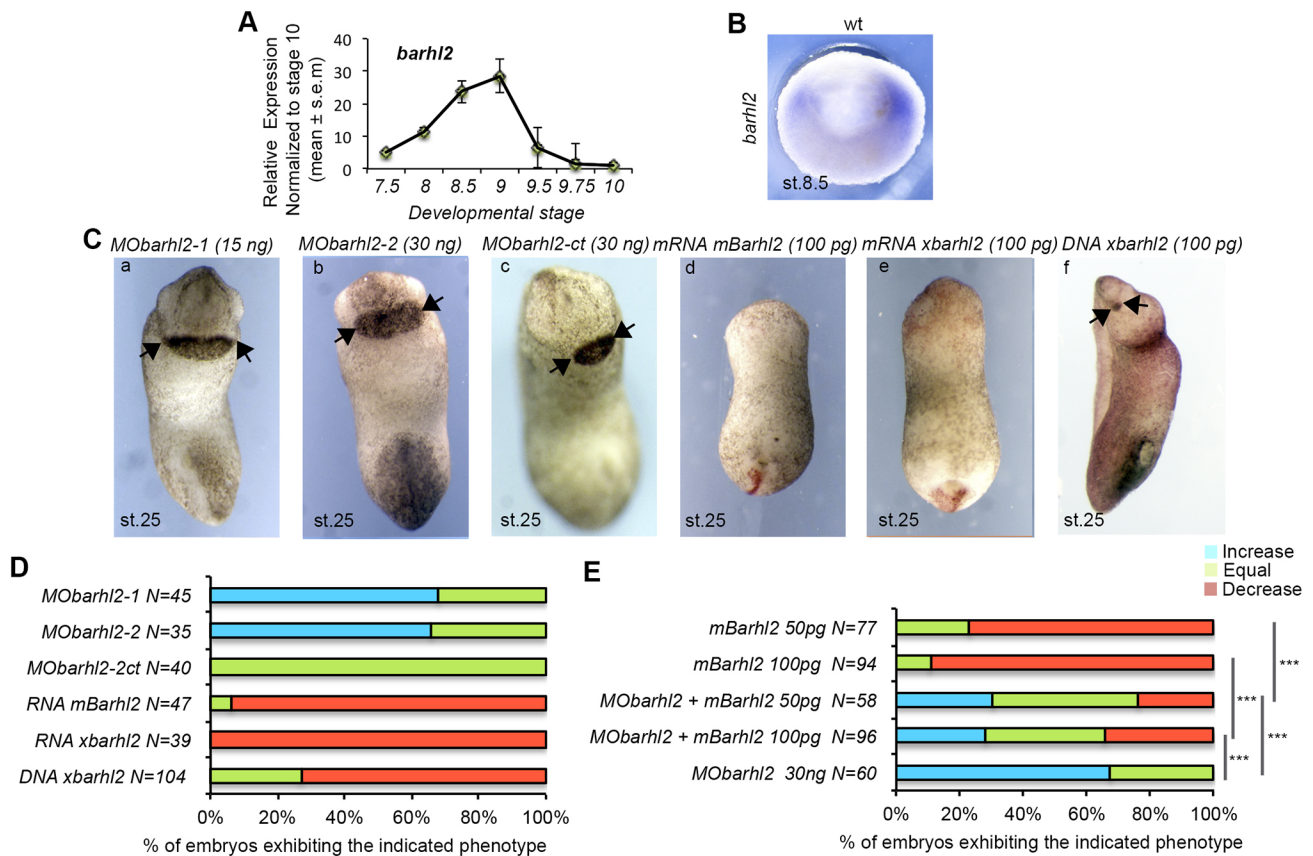 A
Relative Expression
Normalized to stage 10
(mean ± s.e.m)
barhl2
40
30
20
10
0
7.5 8 8.5 9 9.5 9.75 10
Developmental stage
B
wt
barhl2
st.8.5
C
MObarhl2-1 (15 ng) MObarhl2-2 (30 ng) MObarhl2-ct (30 ng) mRNA mBarhl2 (100 pg) mRNA xbarhl2 (100 pg) DNA xbarhl2 (100 pg)
a b c d e f
st.25 st.25 st.25 st.25 st.25 st.25
D
MObarhl2-1 N=45
MObarhl2-2 N=35
MObarhl2-2ct N=40
RNA mBarhl2 N=47
RNA xbarhl2 N=39
DNA xbarhl2 N=104
0% 20% 40% 60% 80% 100%
% of embryos exhibiting the indicated phenotype
E
Increase
Equal
Decrease
mBarhl2 50pg N=77
mBarhl2 100pg N=94
MObarhl2 + mBarhl2 50pg N=58
MObarhl2 + mBarhl2 100pg N=96
MObarhl2 30ng N=60
***
***
***
***
0% 20% 40% 60% 80% 100%
% of embryos exhibiting the indicated phenotype